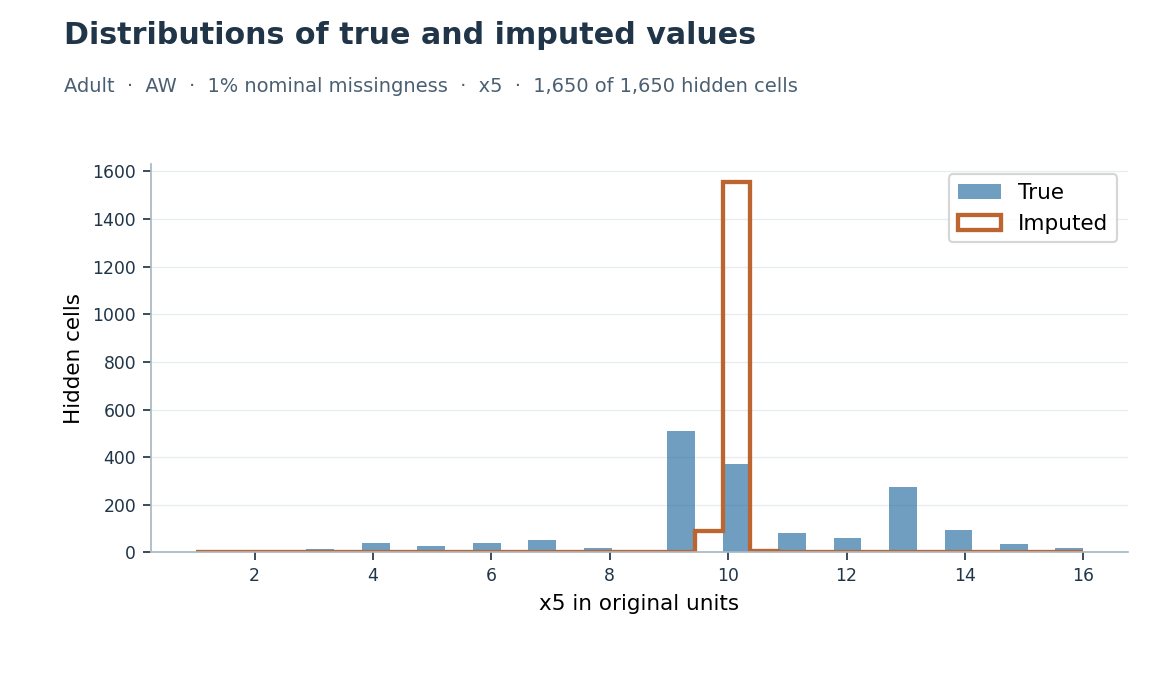 Distributions of true and imputed values
Adult · AW · 1% nominal missingness · x5 · 1,650 of 1,650 hidden cells
1600
1400
1200
1000
800
600
400
200
0
Hidden cells
True
Imputed
2 4 6 8 10 12 14 16
x5 in original units